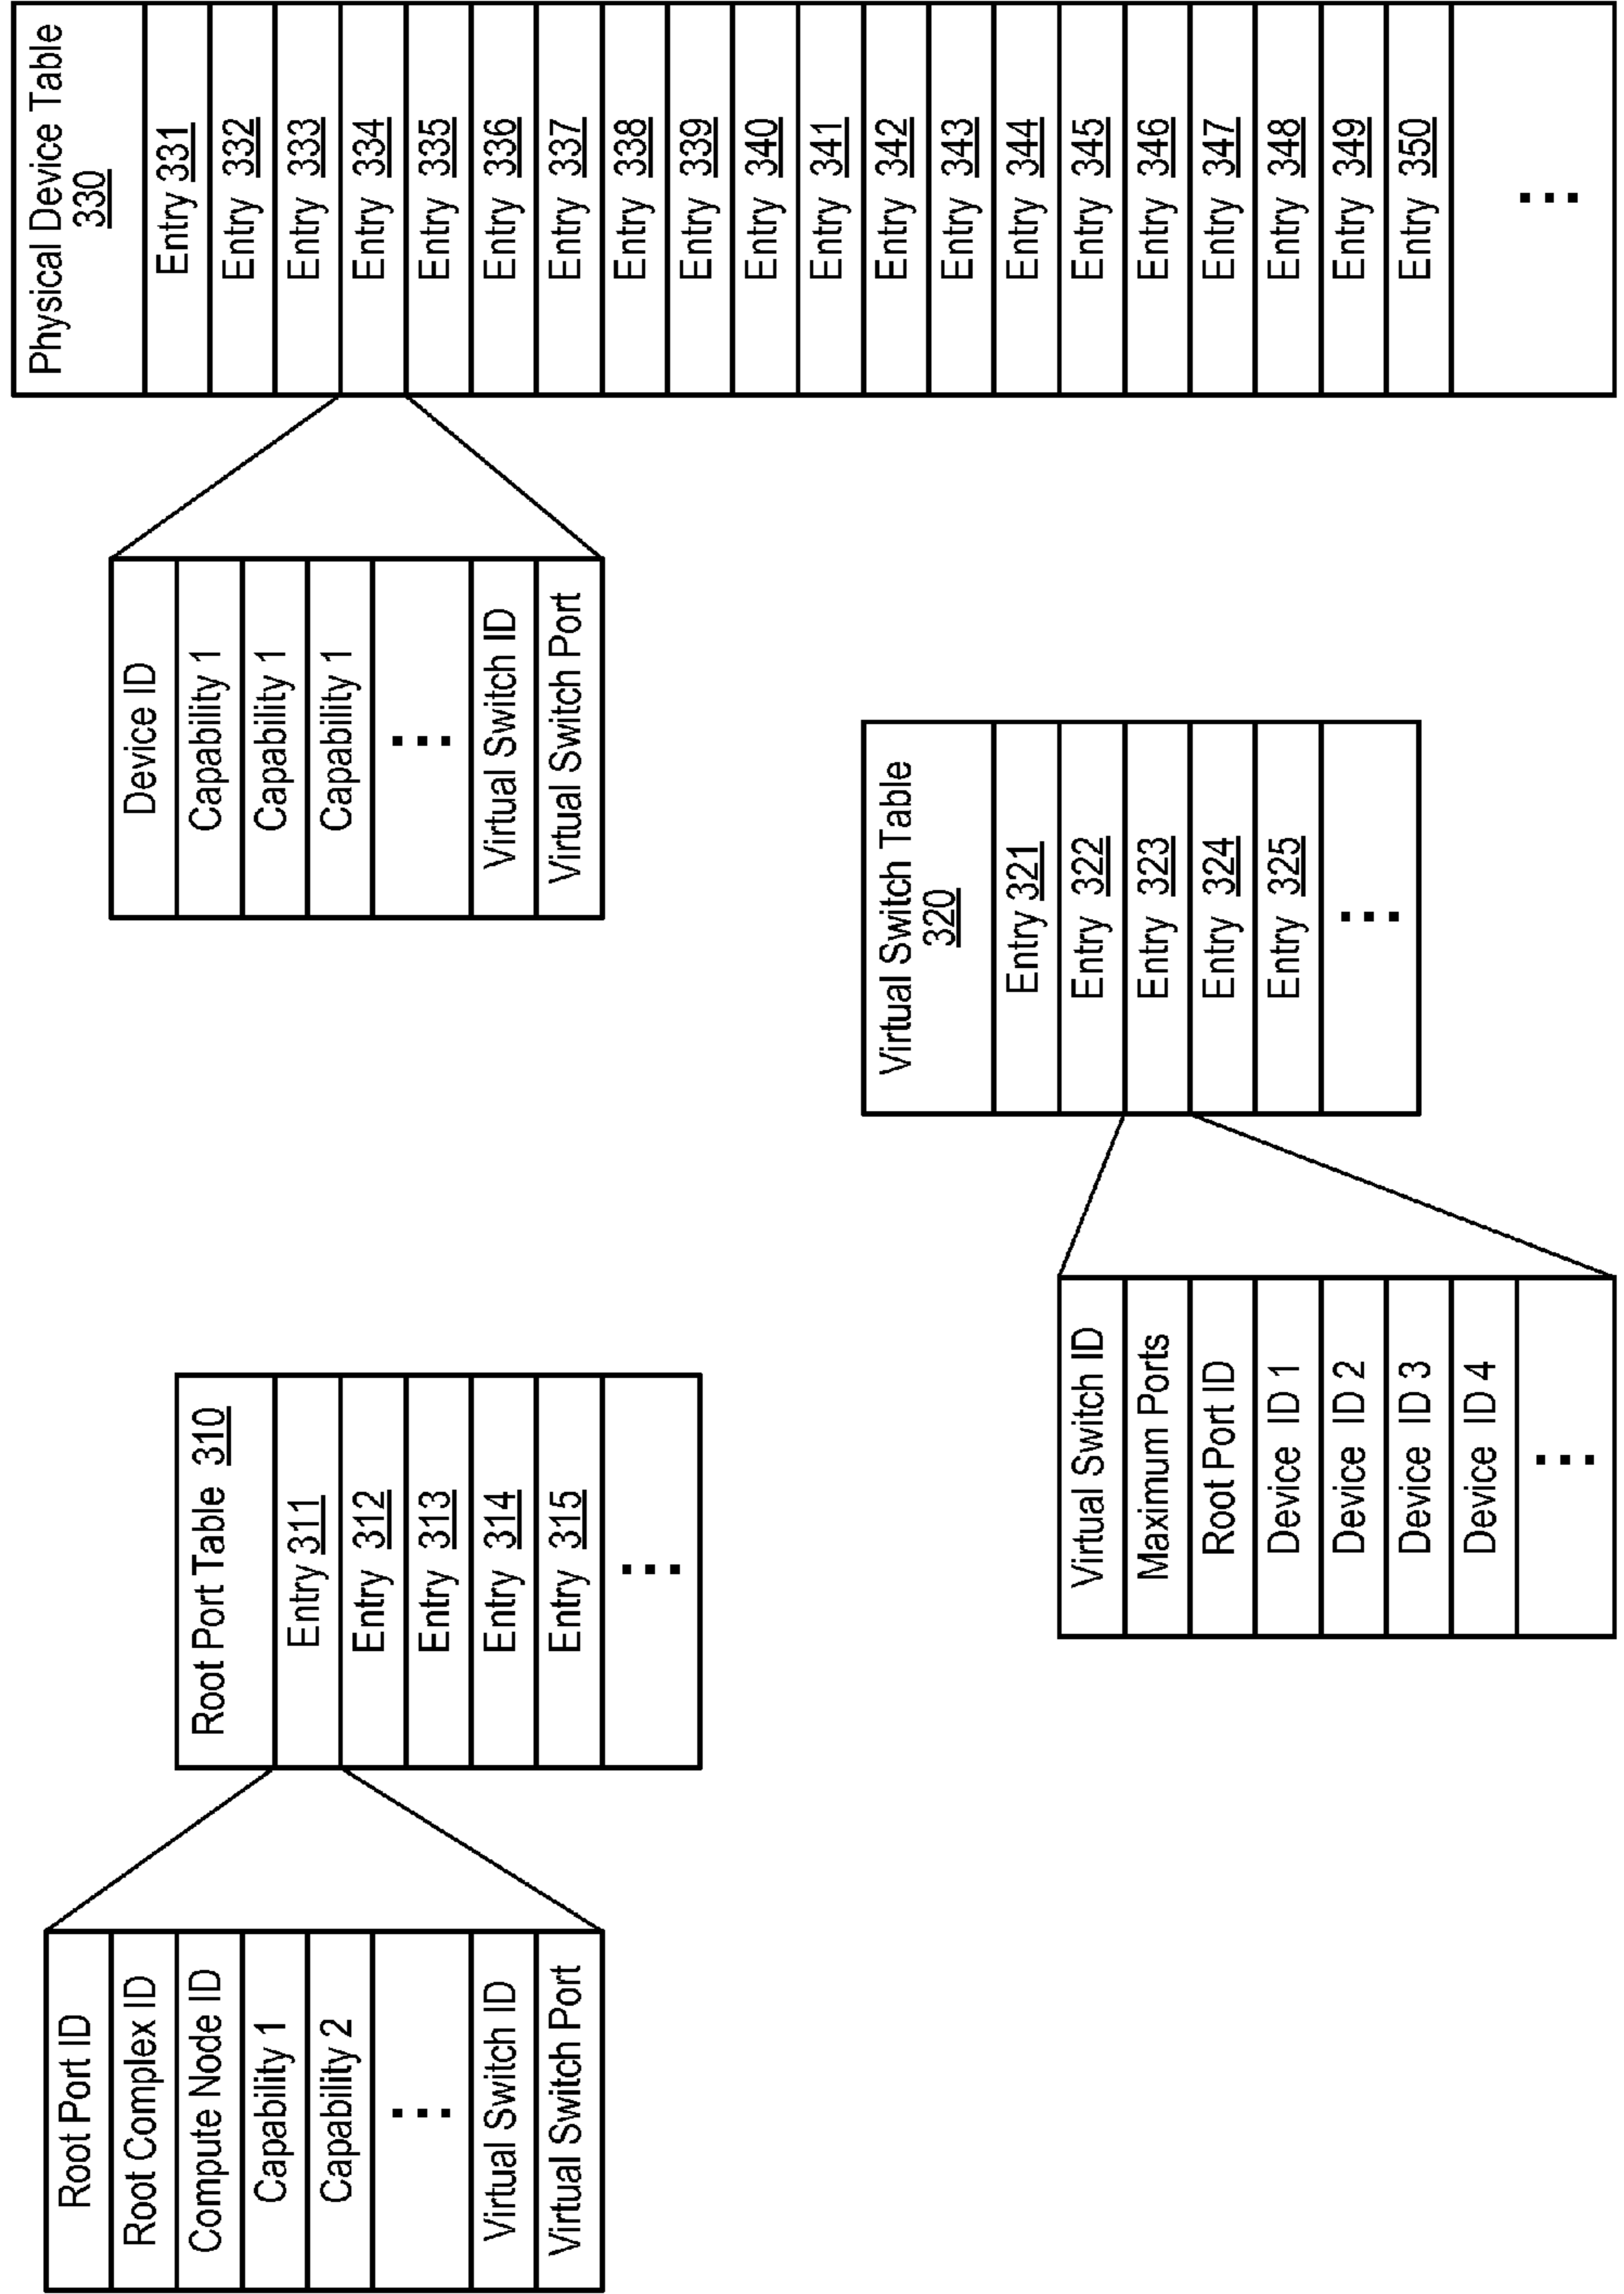 Root Port ID
Root Complex ID
Compute Node ID
Capability 1
Capability 2
...
Virtual Switch ID
Virtual Switch Port
Root Port Table 310
Entry 311
Entry 312
Entry 313
Entry 314
Entry 315
...
Virtual Switch ID
Maximum Ports
Root Port ID
Device ID 1
Device ID 2
Device ID 3
Device ID 4
...
Virtual Switch Table
320
Entry 321
Entry 322
Entry 323
Entry 324
Entry 325
...
Device ID
Capability 1
Capability 1
Capability 1
...
Virtual Switch ID
Virtual Switch Port
Physical Device Table
330
Entry 331
Entry 332
Entry 333
Entry 334
Entry 335
Entry 336
Entry 337
Entry 338
Entry 339
Entry 340
Entry 341
Entry 342
Entry 343
Entry 344
Entry 345
Entry 346
Entry 347
Entry 348
Entry 349
Entry 350
...